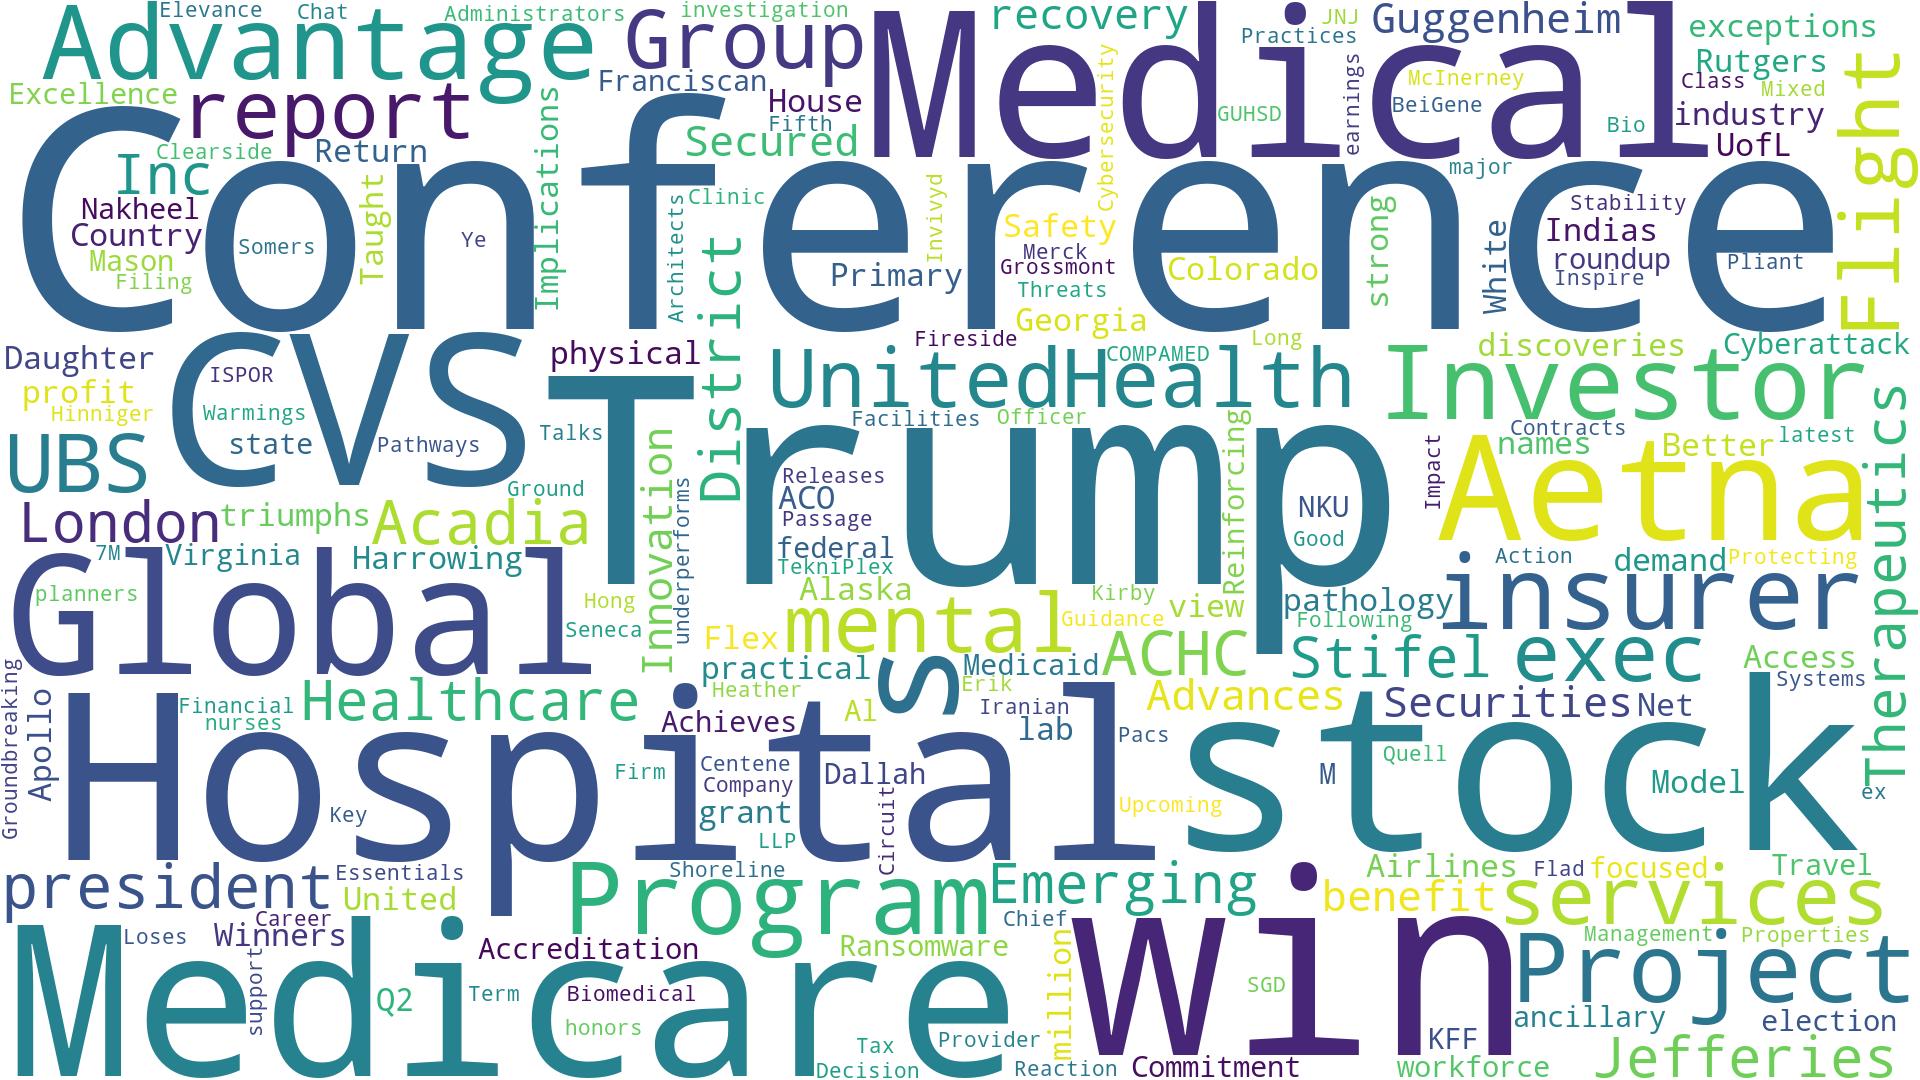 Elevance
Chat
Administrators
investigation
recovery
JNJ
Practices
Guggenheim
exceptions
Advantage
Group
Medical
Rutgers
Excellence
report
Franciscan
House
Fifth
Cybersecurity
GUHSD
earnings
McInerney
BeiGene
Class
Mixed
industry
Bio
UofL
Flight
Clearside
Return
Inc
Implications
Secured
major
Conference
Nakheel
Country
Mason
Filing
Somers
Taught
Ye
Architects
Clinic
Invivyd
Safety
Merck
Grossmont
Threats
Georgia
Primary
Colorado
strong
White
Stability
Indias
roundup
Inspire
Pliant
District
Daughter
profit
Hinniger
ISPOR
Warmings
state
CVS
Pathways
physical
Talks
Fireside
COMPAMED
Long
UnitedHealth
Facilities
Officer
Investor
discoveries
Cyberattack
Contracts
names
Better
latest
UBS
Trump
Reinforcing
Impact
Aetna
Therapeutics
Ground
London
triumphs
Acadia
Innovation
underperforms
Releases
ACO
Passage
federal
TekniPlex
NKU
Good
7M
Virginia
Harrowing
planners
Global
Hong
Seneca
Alaska
mental
Flex
practical
Kirby
Guidance
view
pathology
Following
Action
demand
Protecting
insurer
ACHC
Stifel
exec
Access
Systems
Groundbreaking
Apollo
Financial
nurses
Healthcare
Heather
Achieves
Al
s
Medicaid
Erik
Iranian
lab
Advances
Securities
Net
Pacs
Hospital
stock
Key
Firm
Centene
Company
grant
LLP
Dallah
Circuit
Upcoming
M
Quell
Model
ex
president
Essentials
United
Career
Winners
Loses
support
Program
Shoreline
Emerging
Chief
Airlines
Flad
focused
Travel
benefit
services
Medicare
Q2
Term
Accreditation
Biomedical
honors
Ransomware
Tax
Decision
Provider
Reaction
million
win
SGD
Commitment
KFF
Management
Properties
Project
ancillary
election
workforce
Jefferies